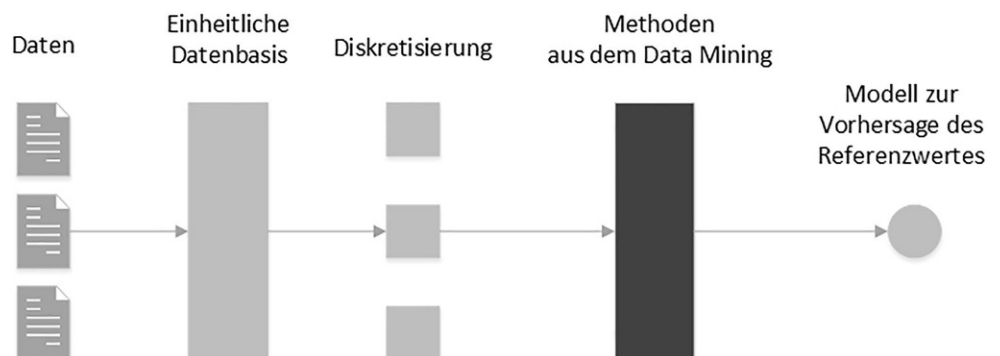 Daten
Einheitliche
Datenbasis
Diskretisierung
Methoden
aus dem Data Mining
Modell zur
Vorhersage des
Referenzwertes